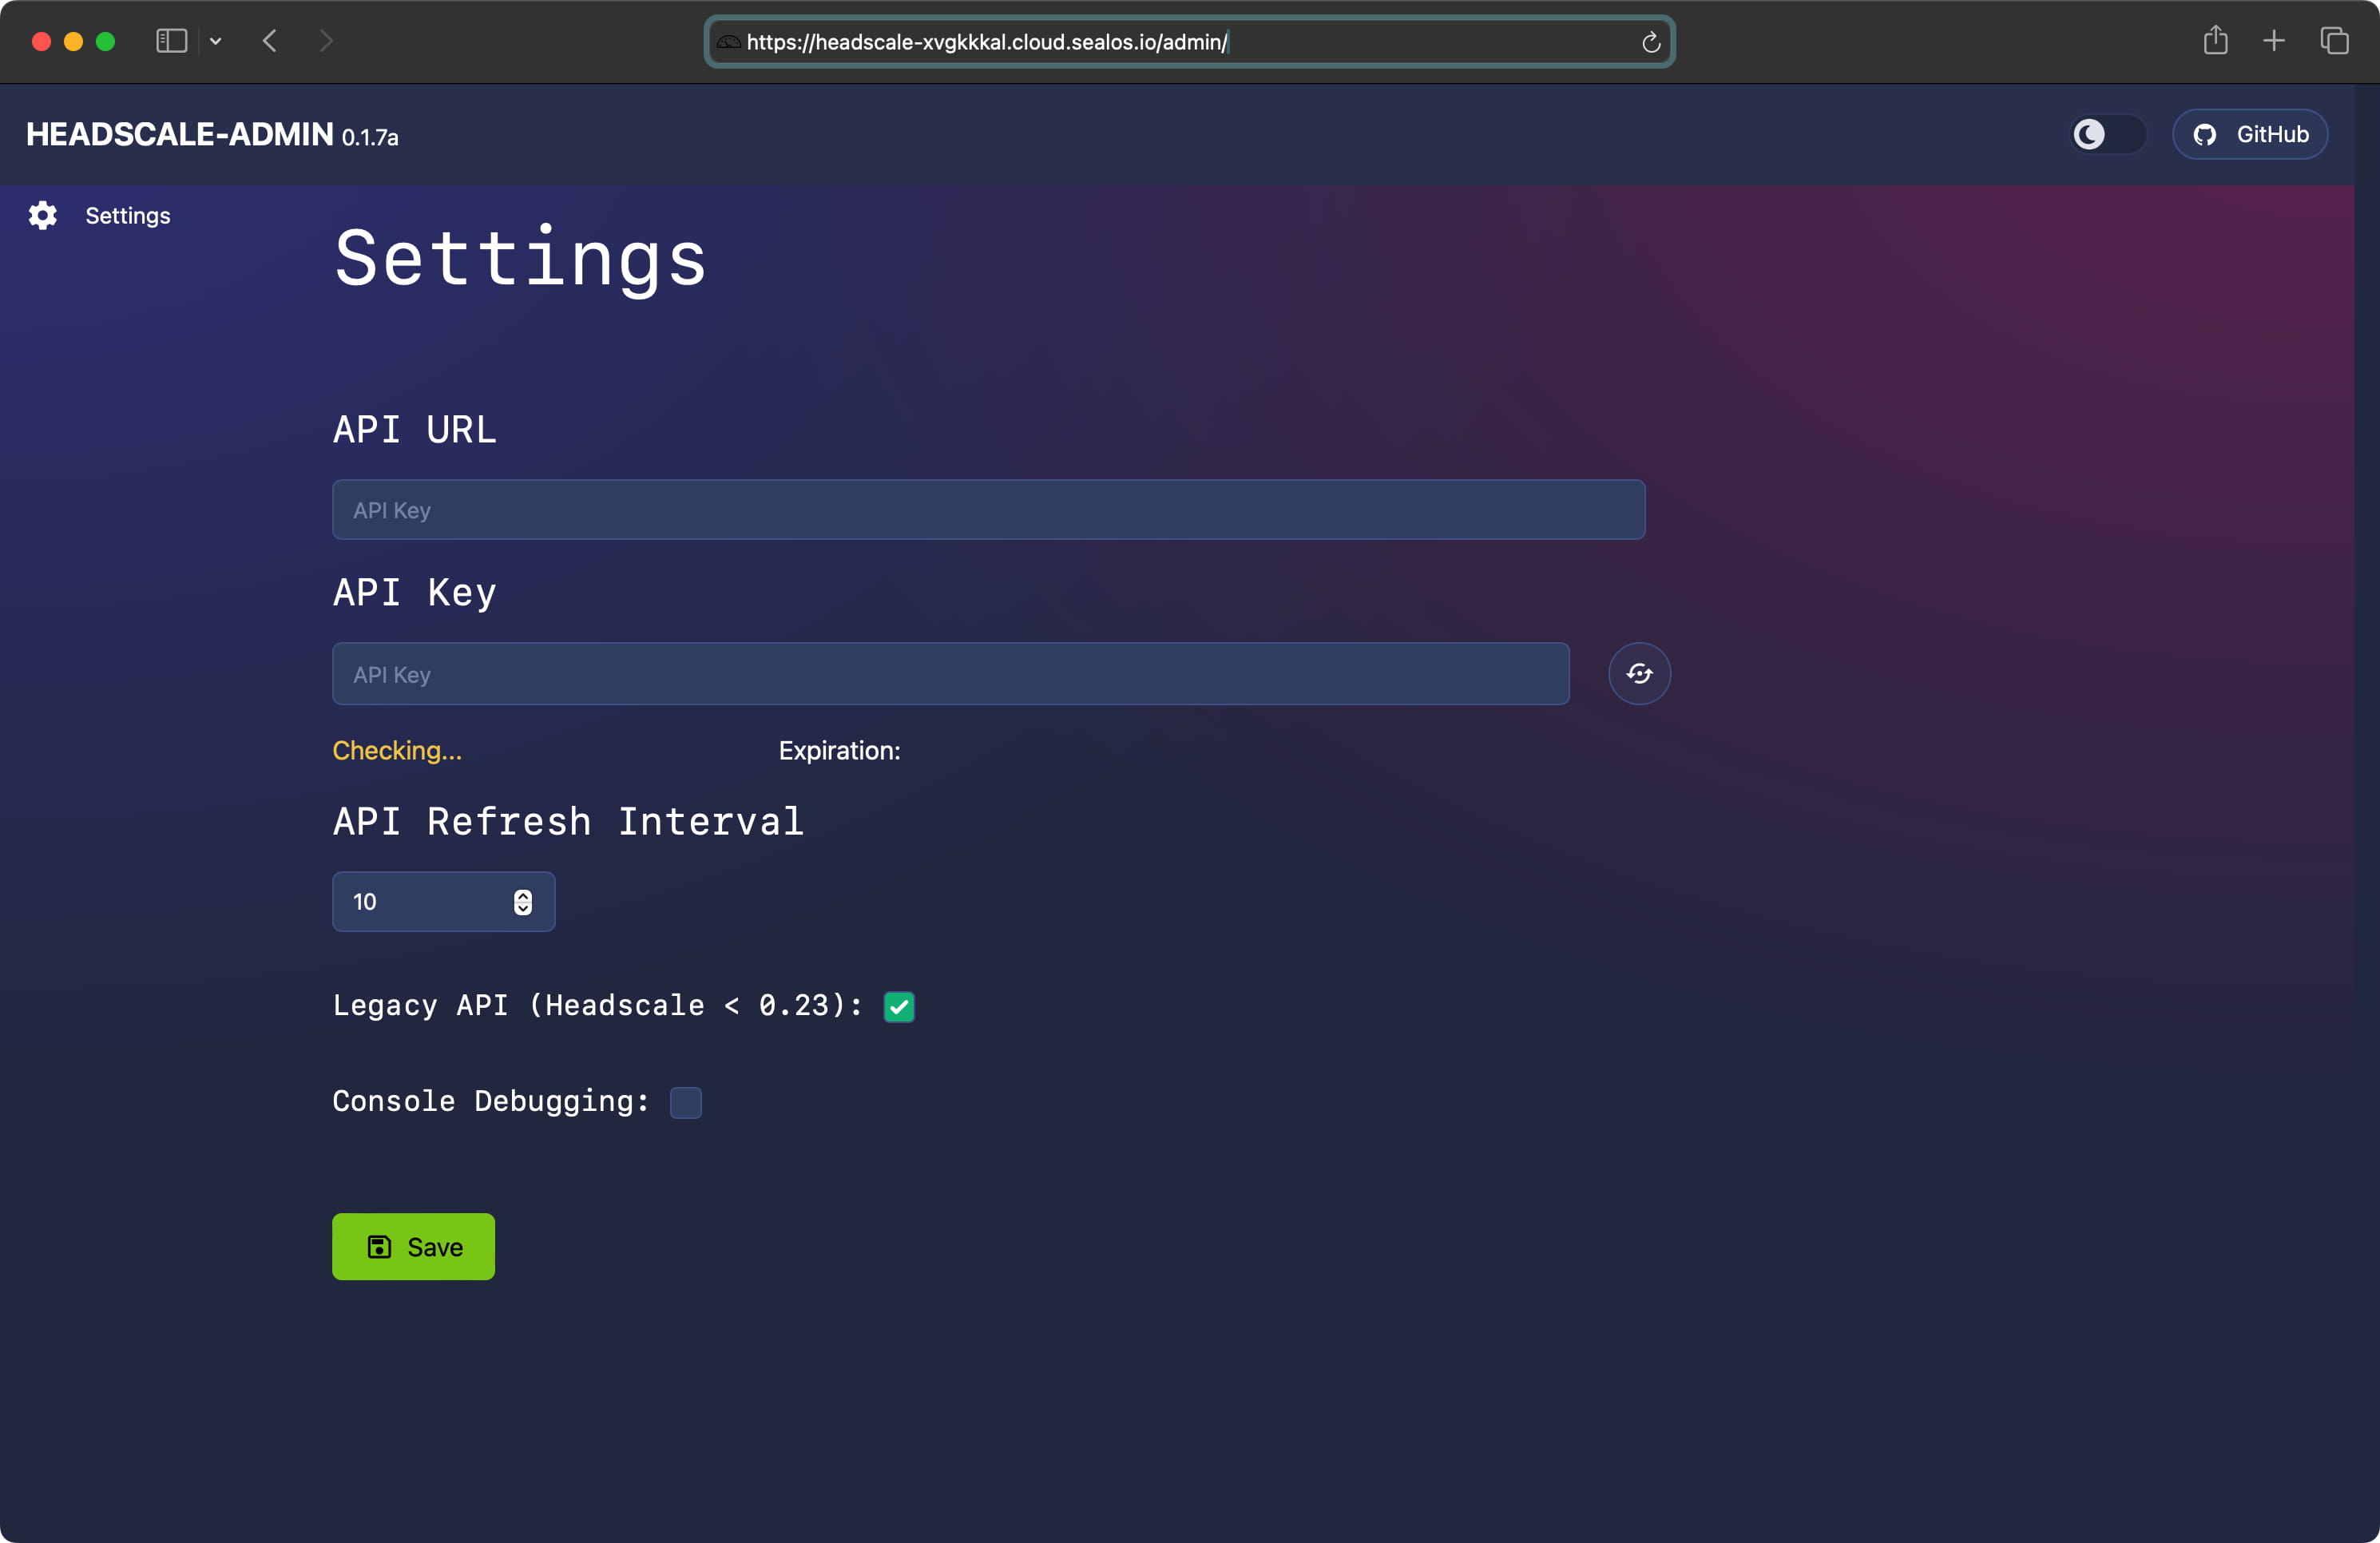 https://headscale-xvgkkkal.cloud.sealos.io/admin/
HEADSCALE-ADMIN 0.1.7a
GitHub
Settings
Settings
API URL
API Key
API Key
API Key
Checking...
Expiration:
API Refresh Interval
10
Legacy API (Headscale < 0.23):
Console Debugging:
Save